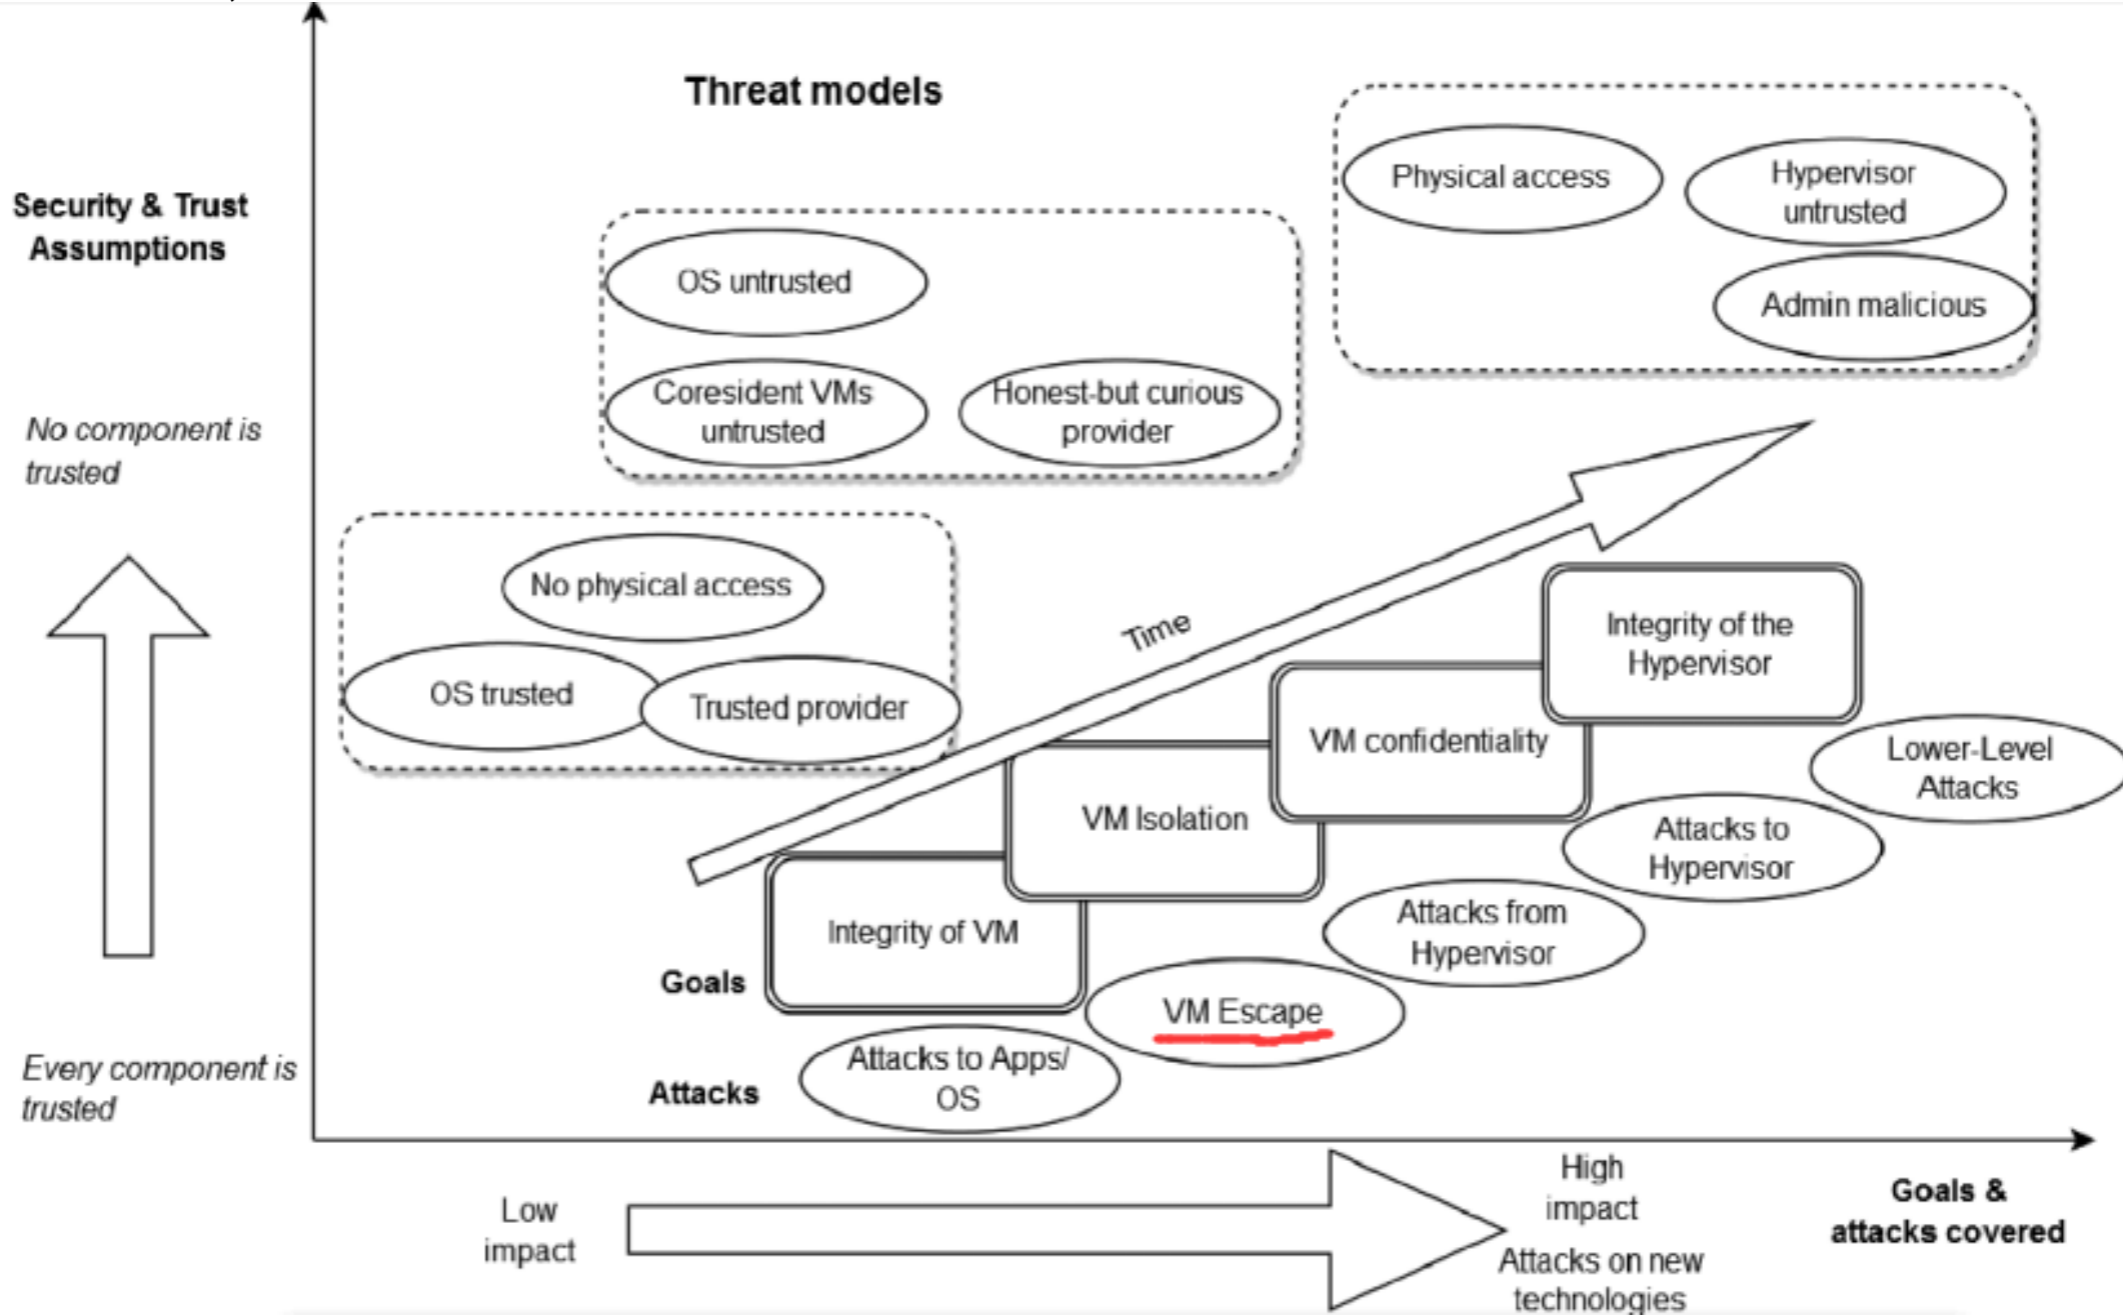 Threat models
Security & Trust
Assumptions
Physical access
Hypervisor
untrusted
Admin malicious
OS untrusted
Coresident VMs
untrusted
Honest-but curious
provider
No component is
trusted
No physical access
OS trusted
Trusted provider
Time
Integrity of the
Hypervisor
VM confidentiality
VM Isolation
Integrity of VM
Goals
Lower-Level
Attacks
Attacks to
Hypervisor
Attacks from
Hypervisor
VM Escape
Attacks to Apps/
OS
Attacks
Every component is
trusted
Low
impact
High
impact
Attacks on new
technologies
Goals &
attacks covered